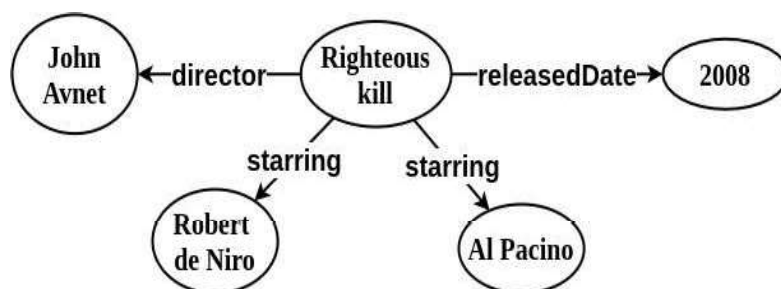 John
Avnet
director
Righteous
kill
releasedDate
2008
starring
starring
Robert
de Niro
Al Pacino